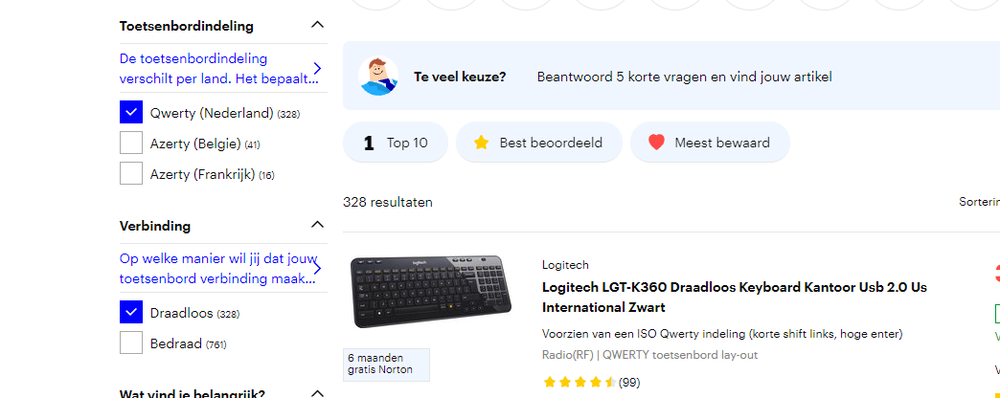 Toetsenbordindeling
De toetsenbordindeling
verschilt per land. Het bepaalt...
Qwerty (Nederland) (328)
Azerty (Belgie) (41)
Azerty (Frankrijk) (16)
Verbinding
Op welke manier wil jij dat jouw
toetsenbord verbinding maak...
Draadloos (328)
Bedraad (761)
Wat vind je belangrijk?
Te veel keuze? Beantwoord 5 korte vragen en vind jouw artikel
1 Top 10
Best beoordeeld
Meest bewaard
328 resultaten
Sorterin
logitech
6 maanden
gratis Norton
Logitech
Logitech LGT-K360 Draadloos Keyboard Kantoor Usb 2.0 Us
International Zwart
Voorzien van een ISO Qwerty indeling (korte shift links, hoge enter)
Radio(RF) | QWERTY toetsenbord lay-out
(99)